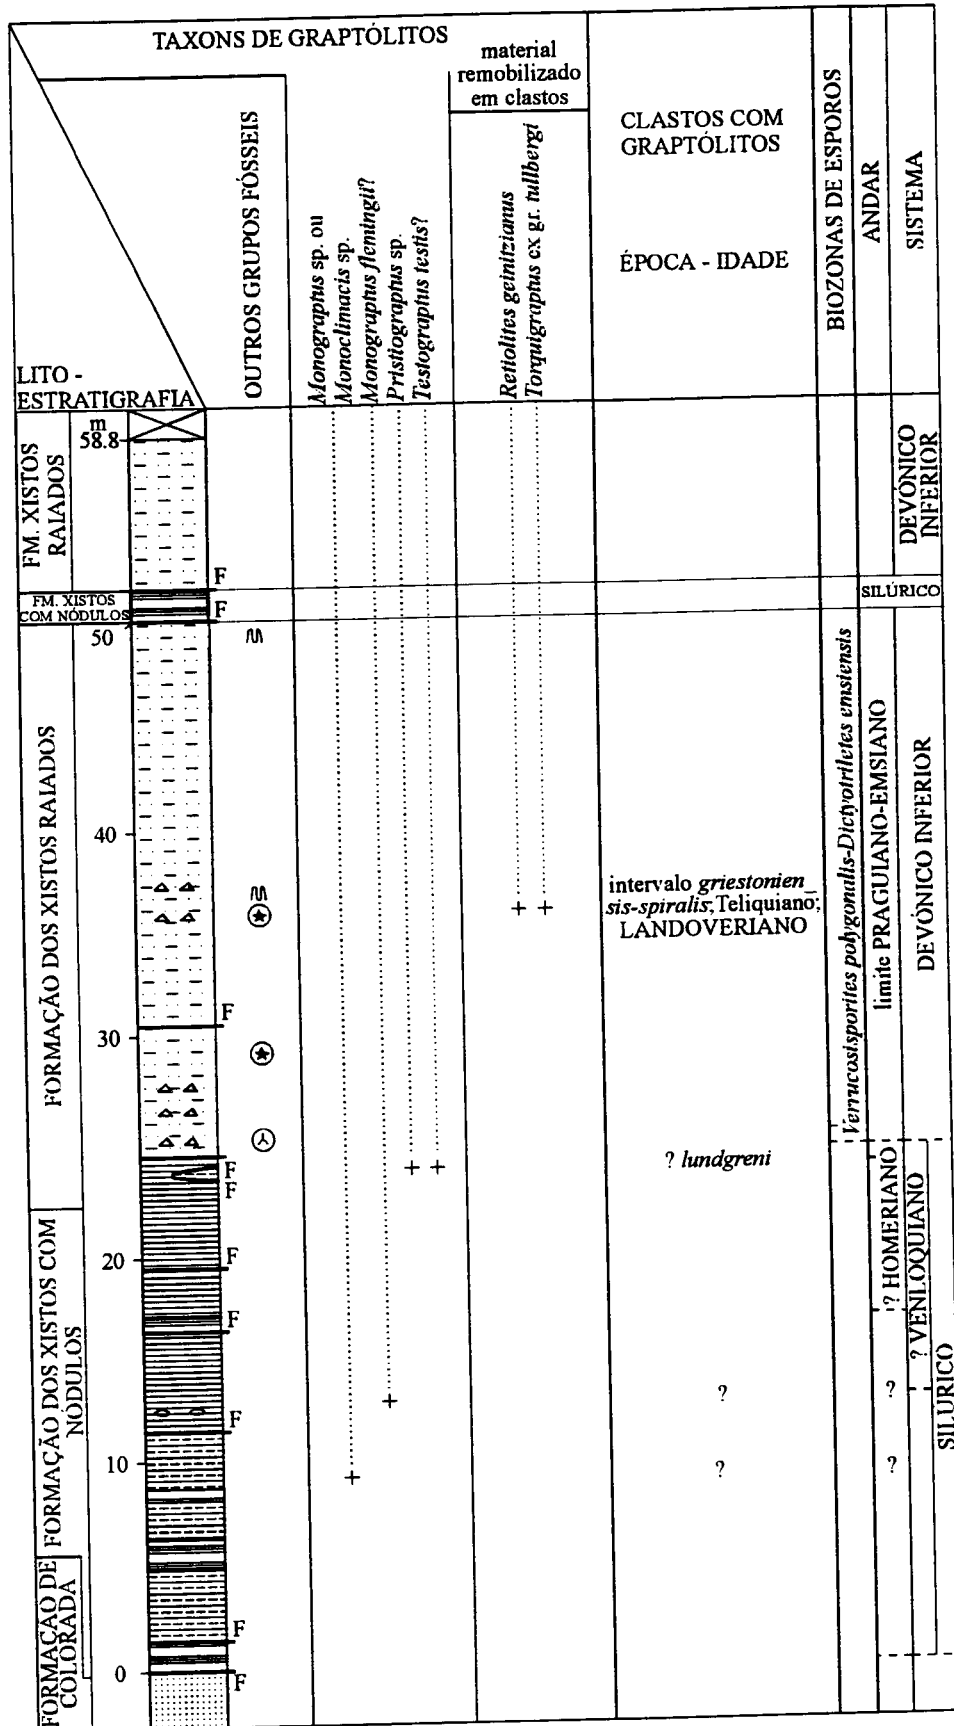 TAXONS DE GRAPTÓLITOS
material
remobilizado
em clastos
OUTROS GRUPOS FÓSSEIS
Monograptus sp. ou
Monoclimacis sp.
Monograptus flemingii?
Pristiograptus sp.
Testograptus testis?
Retiolites geinitzianus
Torquigraptus ex gr. tullbergi
CLASTOS COM
GRAPTÓLITOS
ÉPOCA - IDADE
BIOZONAS DE ESPOROS
ANDAR
SISTEMA
LITO -
ESTRATIGRAFIA
m
58.8
FM. XISTOS
RAIADOS
F
DEVÓNICO
INFERIOR
FM. XISTOS
COM NÓDULOS
F
SILÚRICO
50
FORMAÇÃO DOS XISTOS RAIADOS
40
intervalo griestonien_
sis-spiralis, Teliquiano,
LANDOVERIANO
Verrucosisporites polygonalis-Dictyotriletes emsiensis
limite PRAGUIANO-EMSIANO
DEVÓNICO INFERIOR
F
30
F
F
? lundgreni
? HOMERIANO
? VENLOQUIANO
SILÚRICO
FORMAÇÃO DOS XISTOS COM
NÓDULOS
20
F
F
?
?
F
10
?
?
FORMAÇÃO DE
COLORADA
F
0
F